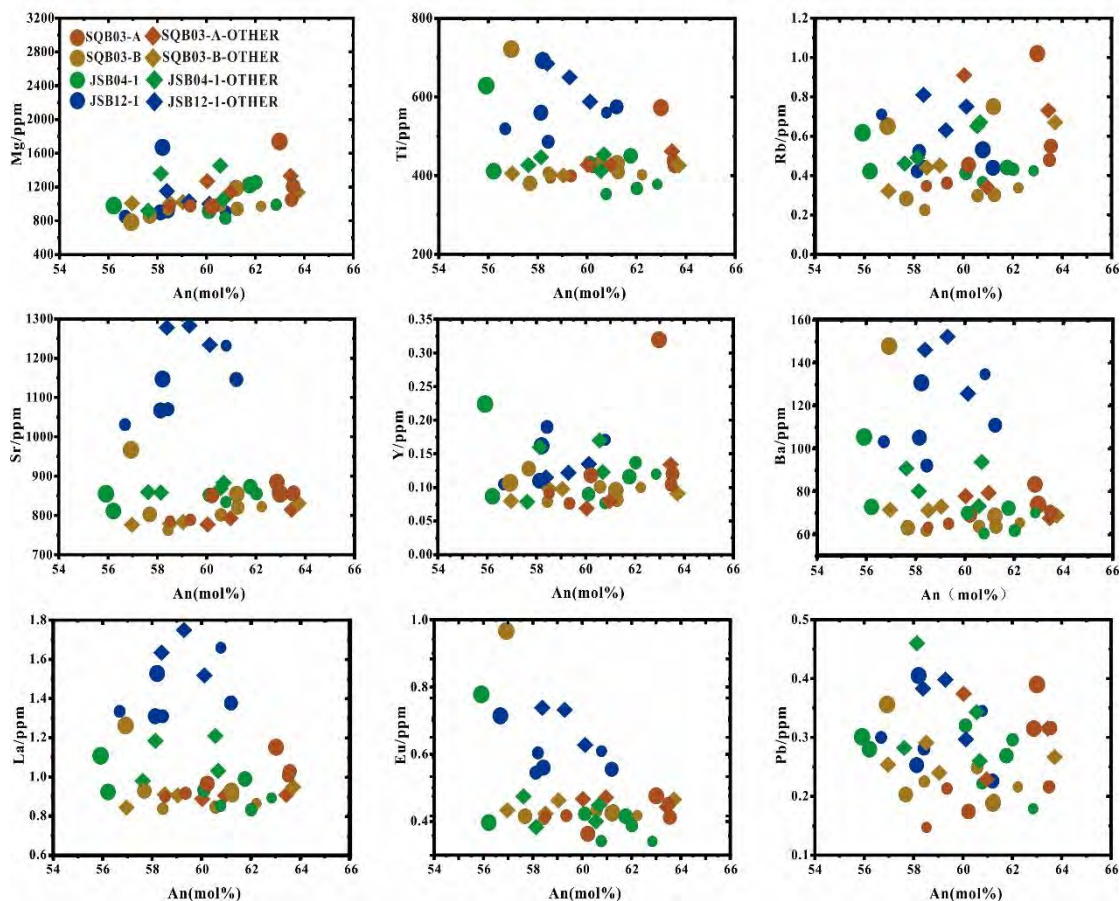 3200
2800
2400
2000
1600
1200
800
400
Mg/ppm
SQB03-A SQB03-A-OTHER
SQB03-B SQB03-B-OTHER
JSB04-1 JSB04-1-OTHER
JSB12-1 JSB12-1-OTHER
54 56 58 60 62 64 66
An(mol%)
800
600
400
200
Ti/ppm
54 56 58 60 62 64 66
An(mol%)
1.2
1.0
0.8
0.6
0.4
0.2
0.0
Rb/ppm
54 56 58 60 62 64 66
An(mol%)
1300
1200
1100
1000
900
800
700
Sr/ppm
54 56 58 60 62 64 66
An(mol%)
0.35
0.30
0.25
0.20
0.15
0.10
0.05
0.00
Y/ppm
54 56 58 60 62 64 66
An(mol%)
160
140
120
100
80
60
Ba/ppm
54 56 58 60 62 64 66
An（mol%）
1.8
1.6
1.4
1.2
1.0
0.8
0.6
La/ppm
54 56 58 60 62 64 66
An(mol%)
1.0
0.8
0.6
0.4
Eu/ppm
54 56 58 60 62 64 66
An(mol%)
0.5
0.4
0.3
0.2
0.1
Pb/ppm
54 56 58 60 62 64 66
An(mol%)